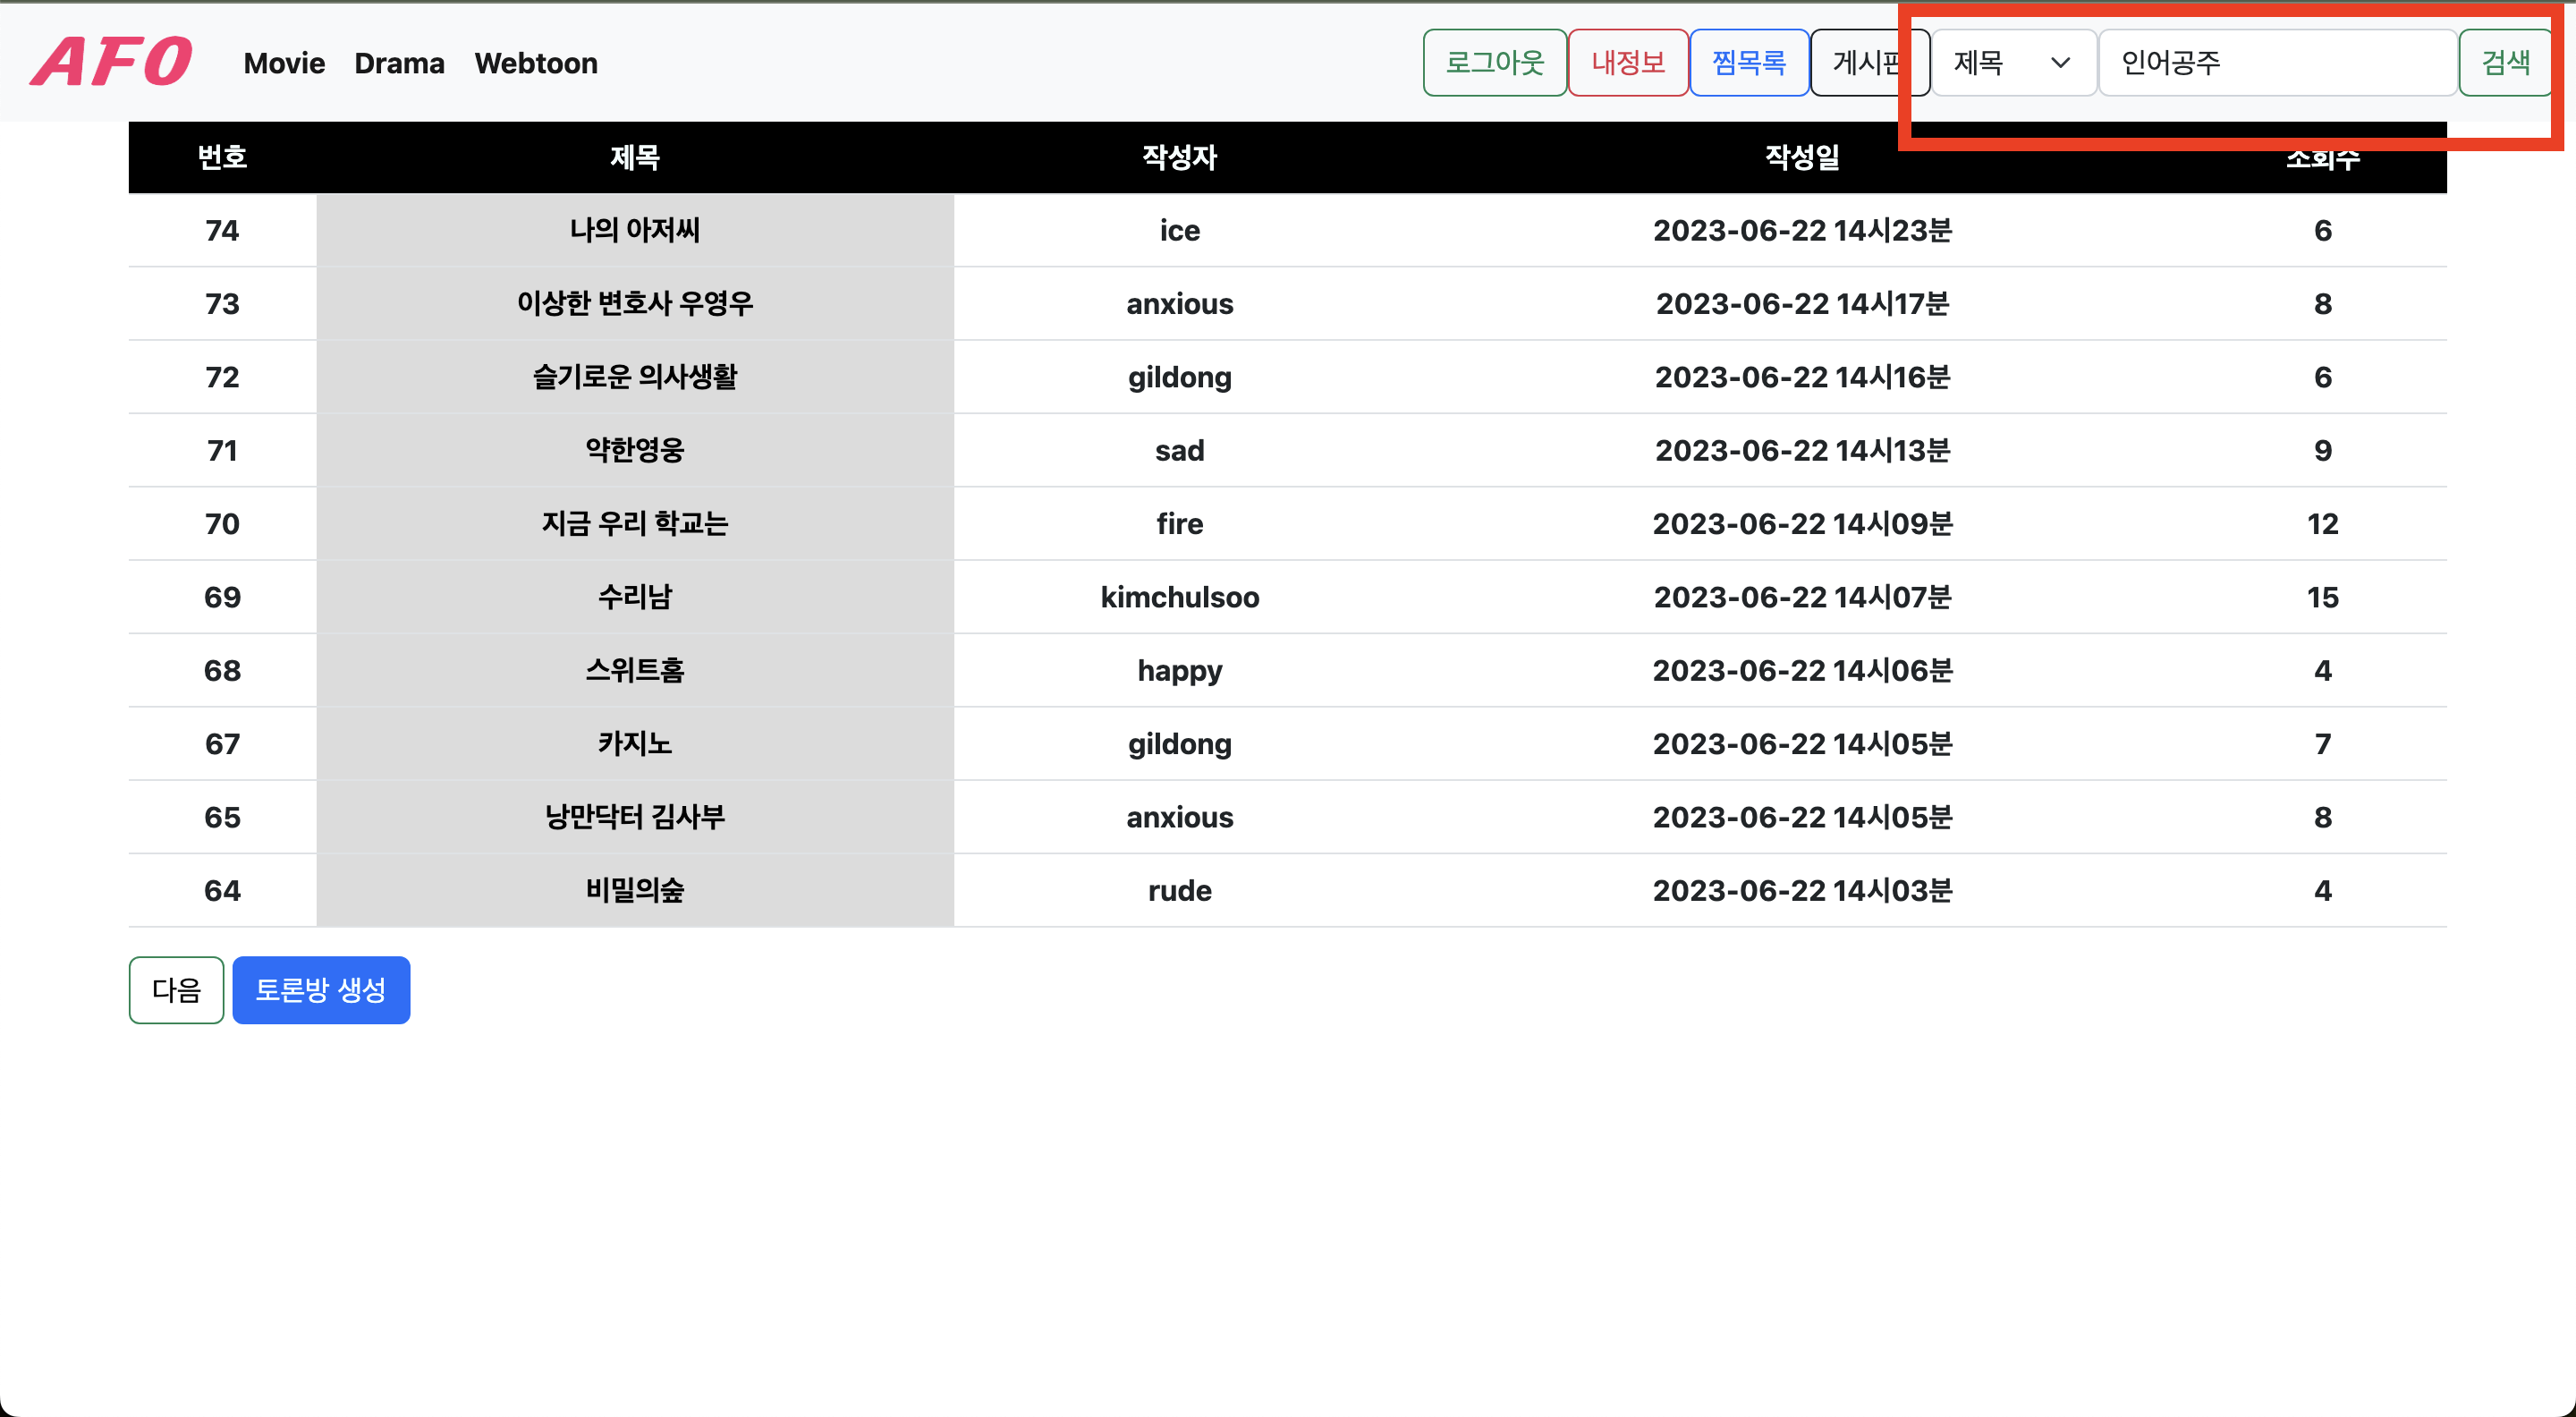 AFO Movie Drama Webtoon 로그아웃 내정보 찜목록 게시판 제목 인어공주 검색
번호 제목 작성자 작성일 조회수
74 나의 아저씨 ice 2023-06-22 14시23분 6
73 이상한 변호사 우영우 anxious 2023-06-22 14시17분 8
72 슬기로운 의사생활 gildong 2023-06-22 14시16분 6
71 약한영웅 sad 2023-06-22 14시13분 9
70 지금 우리 학교는 fire 2023-06-22 14시09분 12
69 수리남 kimchulsoo 2023-06-22 14시07분 15
68 스위트홈 happy 2023-06-22 14시06분 4
67 카지노 gildong 2023-06-22 14시05분 7
65 낭만닥터 김사부 anxious 2023-06-22 14시05분 8
64 비밀의숲 rude 2023-06-22 14시03분 4
다음 토론방 생성